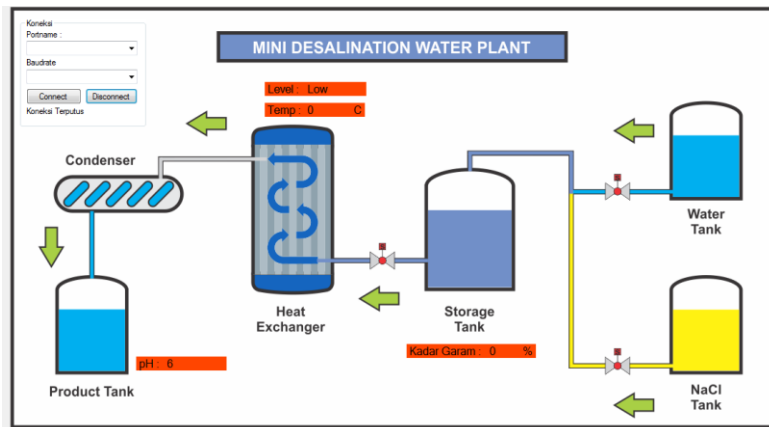 Koneksi
Portname :
Baudrate
Connect
Disconnect
Koneksi Terputus
MINI DESALINATION WATER PLANT
Level : Low
Temp : 0 C
Condenser
Water
Tank
Heat
Exchanger
Storage
Tank
Kadar Garam : 0 %
pH : 6
Product Tank
NaCl
Tank